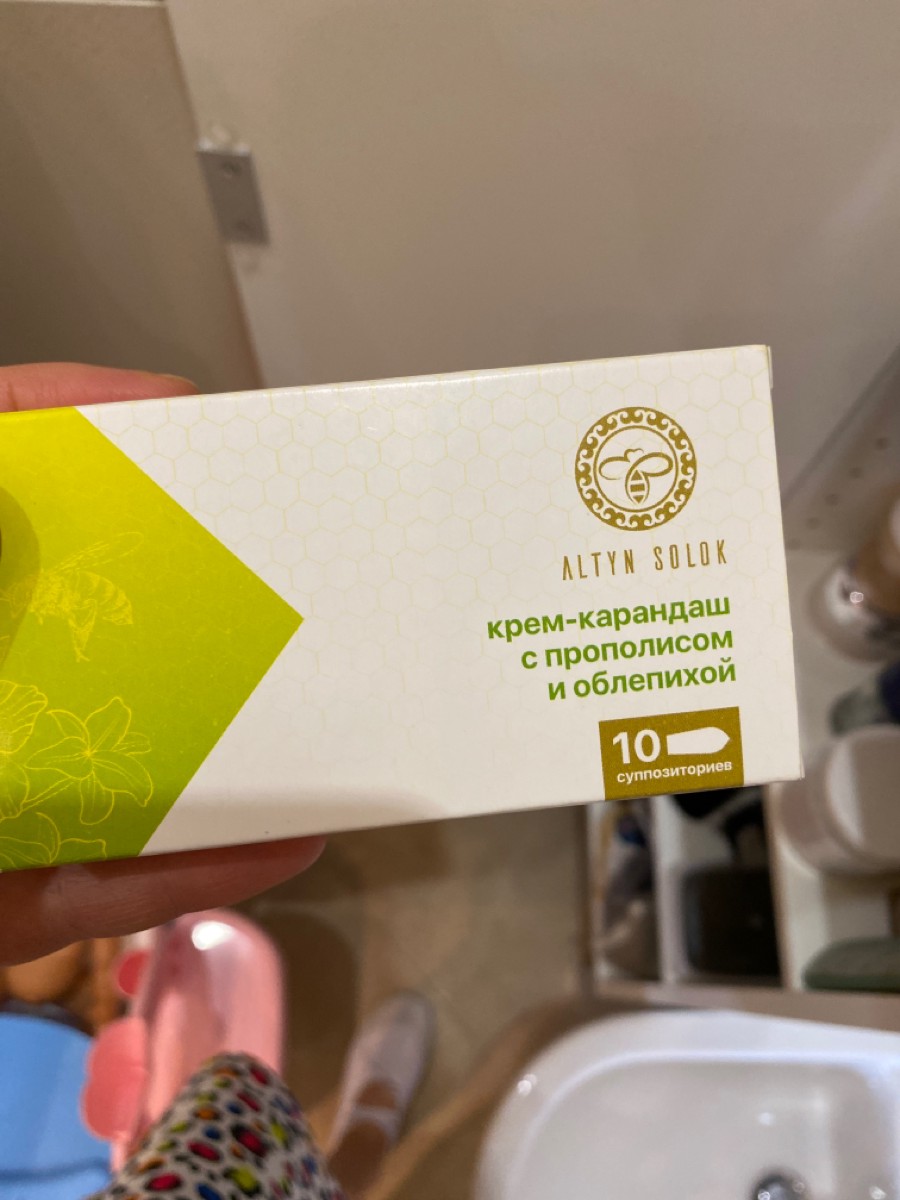 ALTYN SOLOK
крем-карандаш
с прополисом
и облепихой
10
суппозиториев